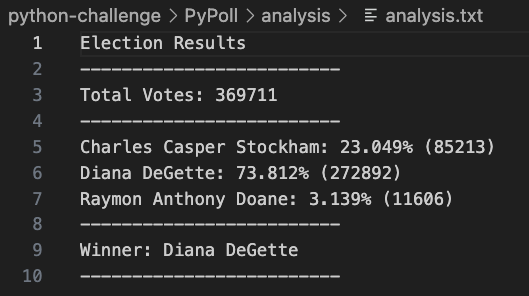 python-challenge > PyPoll > analysis > analysis.txt
1 Election Results
2 -------------------------
3 Total Votes: 369711
4 -------------------------
5 Charles Casper Stockham: 23.049% (85213)
6 Diana DeGette: 73.812% (272892)
7 Raymon Anthony Doane: 3.139% (11606)
8 -------------------------
9 Winner: Diana DeGette
10 -------------------------